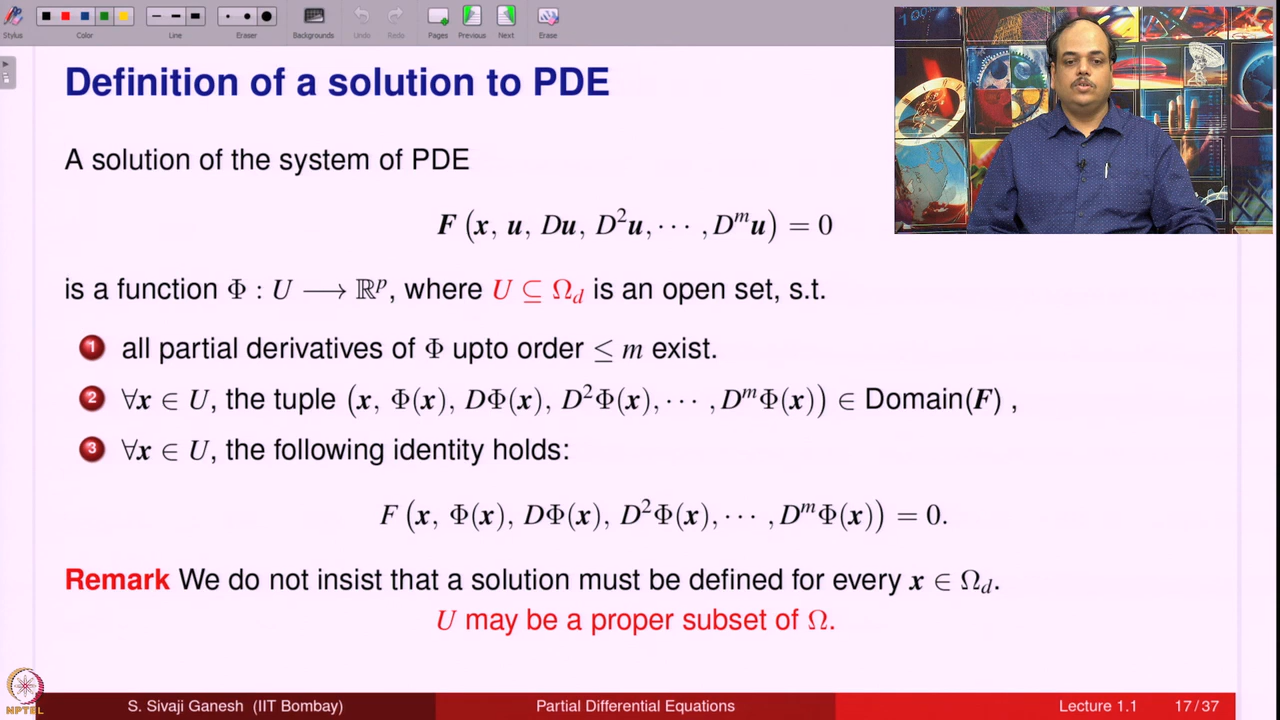 Stylus Color Line Eraser Backgrounds Undo Redo Pages Previous Next Erase
Definition of a solution to PDE
A solution of the system of PDE
F (x, u, Du, D²u, ⋯ , Dᵐu) = 0
is a function Φ : U ⟶ ℝᵖ, where U ⊆ Ω_d is an open set, s.t.
1 all partial derivatives of Φ upto order ≤ m exist.
2 ∀x ∈ U, the tuple (x, Φ(x), DΦ(x), D²Φ(x), ⋯ , DᵐΦ(x)) ∈ Domain(F) ,
3 ∀x ∈ U, the following identity holds:
F (x, Φ(x), DΦ(x), D²Φ(x), ⋯ , DᵐΦ(x)) = 0.
Remark We do not insist that a solution must be defined for every x ∈ Ω_d.
U may be a proper subset of Ω.
NPTEL
S. Sivaji Ganesh (IIT Bombay) Partial Differential Equations Lecture 1.1 17 / 37